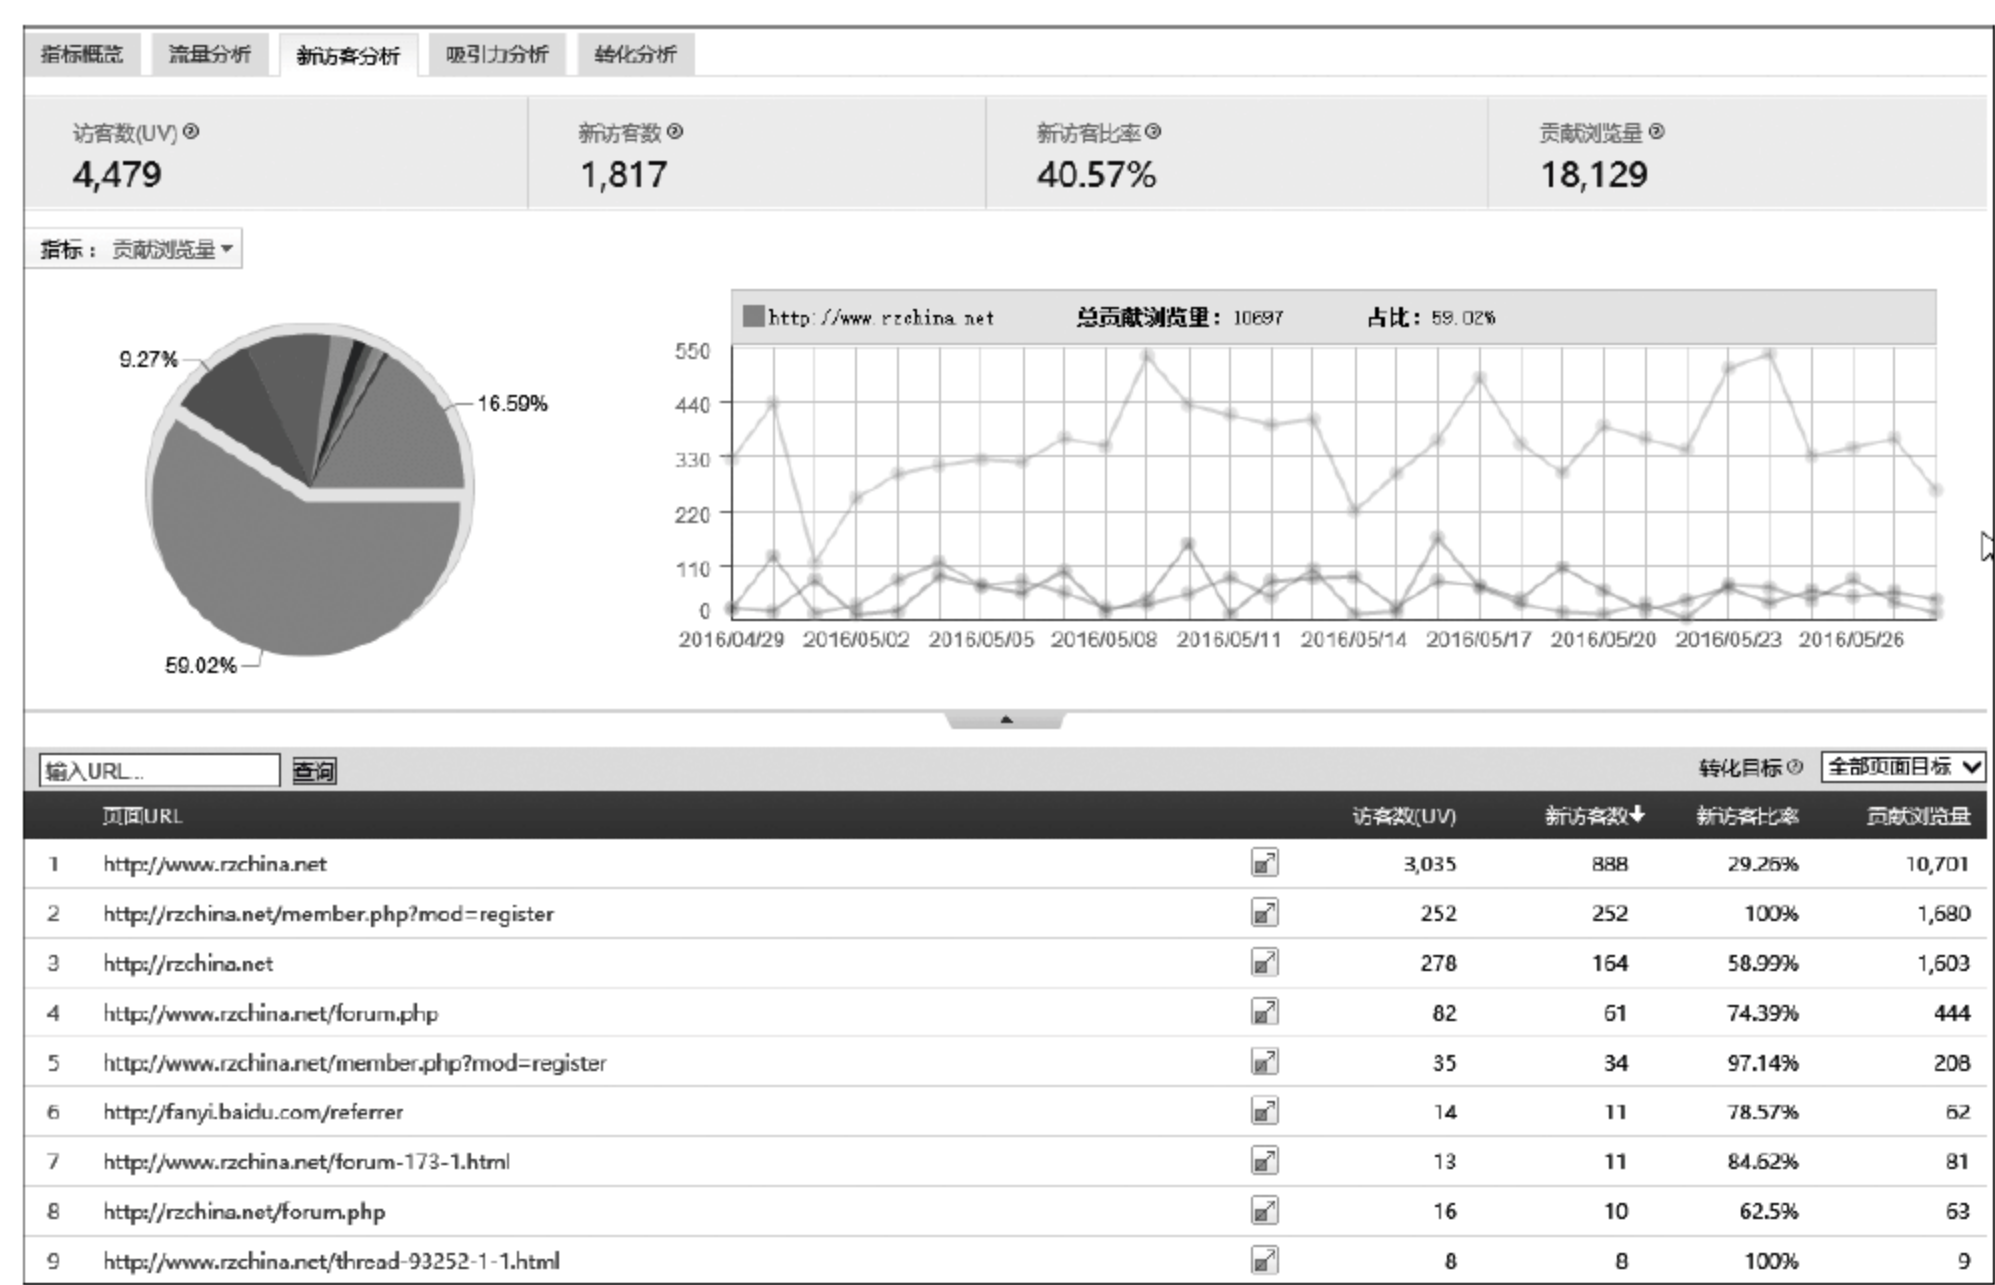 指标概览 流量分析 新访客分析 吸引力分析 转化分析
访客数(UV) 新访客数 新访客比率 贡献浏览量
4,479 1,817 40.57% 18,129
指标： 贡献浏览量
http://www.rzchina.net 总贡献浏览里： 10697 占比： 59.02%
9.27%
16.59%
59.02%
550
440
330
220
110
0
2016/04/29 2016/05/02 2016/05/05 2016/05/08 2016/05/11 2016/05/14 2016/05/17 2016/05/20 2016/05/23 2016/05/26
输入URL... 查询 转化目标 全部页面目标
页面URL 访客数(UV) 新访客数 新访客比率 贡献浏览量
1 http://www.rzchina.net 3,035 888 29.26% 10,701
2 http://rzchina.net/member.php?mod=register 252 252 100% 1,680
3 http://rzchina.net 278 164 58.99% 1,603
4 http://www.rzchina.net/forum.php 82 61 74.39% 444
5 http://www.rzchina.net/member.php?mod=register 35 34 97.14% 208
6 http://fanyi.baidu.com/referrer 14 11 78.57% 62
7 http://www.rzchina.net/forum-173-1.html 13 11 84.62% 81
8 http://rzchina.net/forum.php 16 10 62.5% 63
9 http://www.rzchina.net/thread-93252-1-1.html 8 8 100% 9